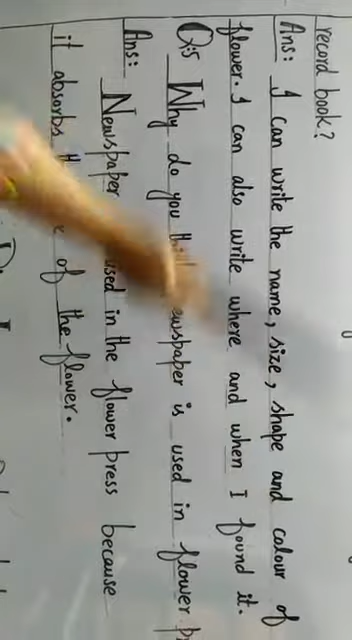 record book?
Ans: I can write the name, size, shape and colour of
flower. I can also write where and when I found it.
Q:5 Why do you newspaper is used in flower
Ans: Newspaper used in the flower press because
it absorbs of the flower.